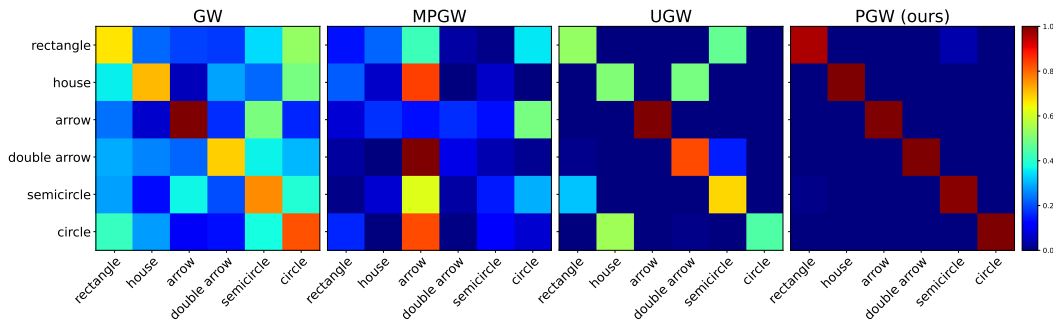 GW
MPGW
UGW
PGW (ours)
rectangle
house
arrow
double arrow
semicircle
circle
rectangle
house
arrow
double arrow
semicircle
circle
rectangle
house
arrow
double arrow
semicircle
circle
rectangle
house
arrow
double arrow
semicircle
circle
rectangle
house
arrow
double arrow
semicircle
circle
1.0
0.8
0.6
0.4
0.2
0.0